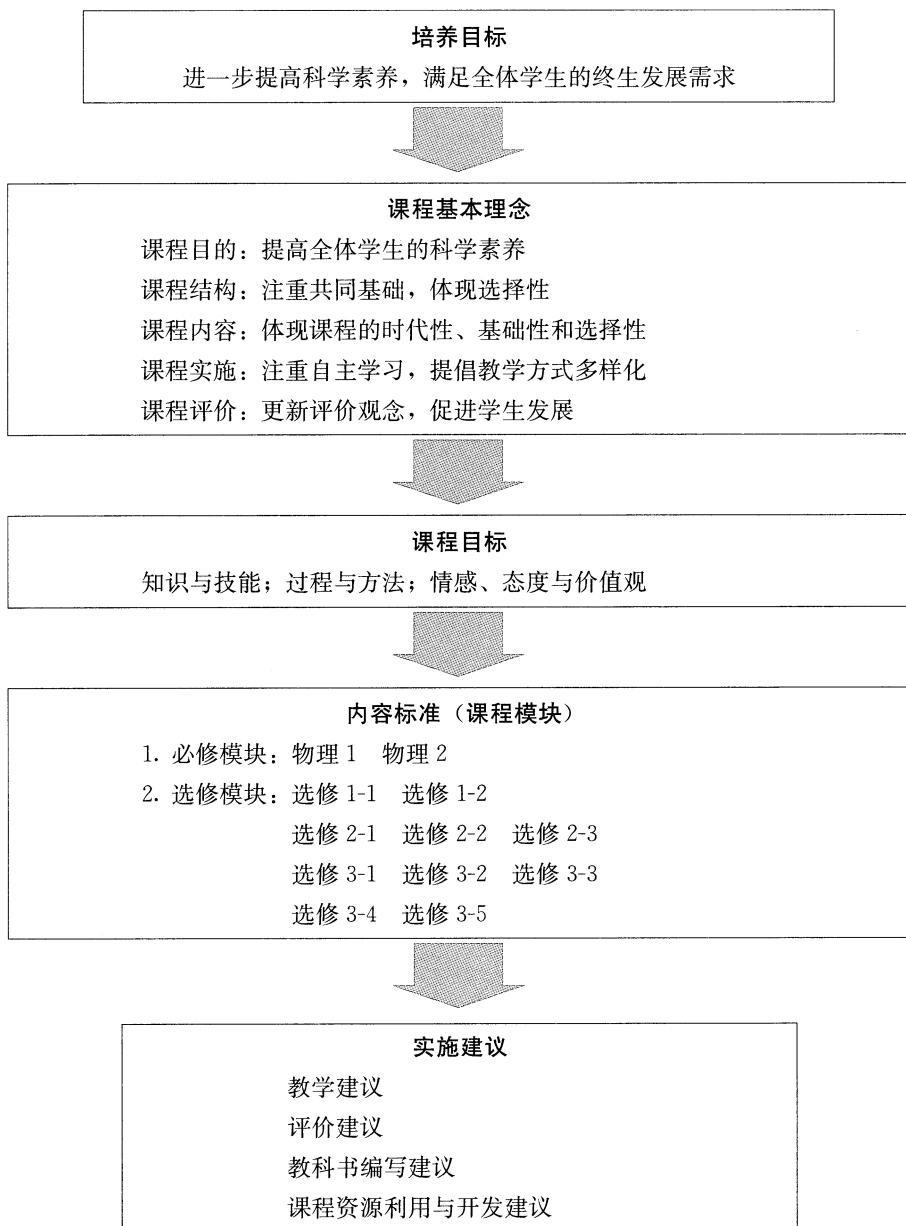 培养目标
进一步提高科学素养，满足全体学生的终生发展需求
课程基本理念
课程目的：提高全体学生的科学素养
课程结构：注重共同基础，体现选择性
课程内容：体现课程的时代性、基础性和选择性
课程实施：注重自主学习，提倡教学方式多样化
课程评价：更新评价观念，促进学生发展
课程目标
知识与技能；过程与方法；情感、态度与价值观
内容标准（课程模块）
1. 必修模块：物理 1 物理 2
2. 选修模块：选修 1-1 选修 1-2
选修 2-1 选修 2-2 选修 2-3
选修 3-1 选修 3-2 选修 3-3
选修 3-4 选修 3-5
实施建议
教学建议
评价建议
教科书编写建议
课程资源利用与开发建议